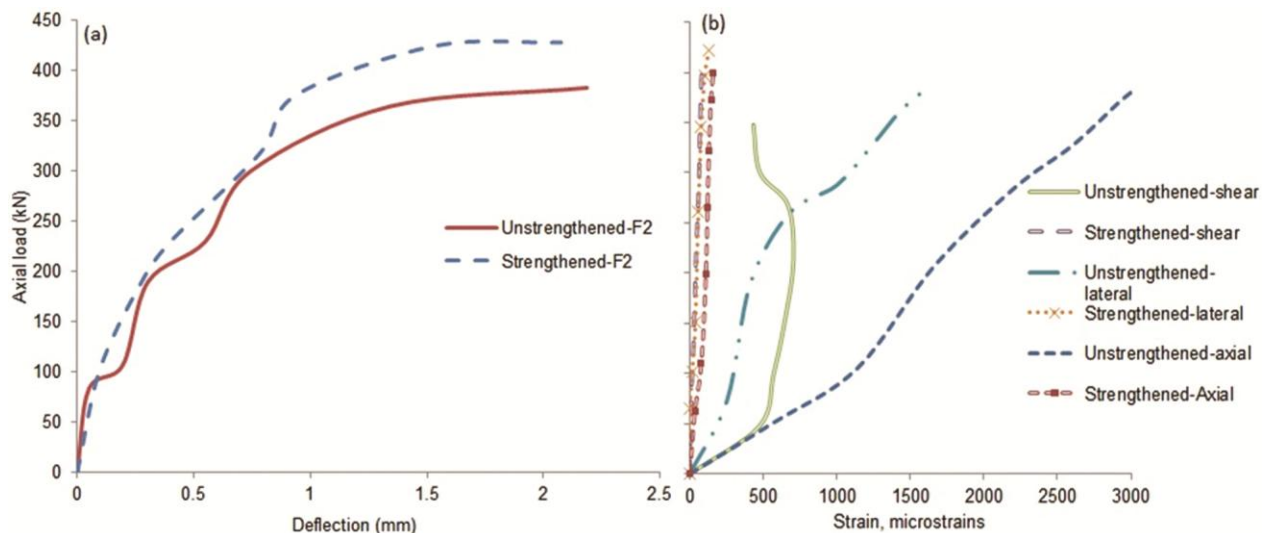 (a)
450
400
350
300
250
200
150
100
50
0
Axial load (kN)
0
0.5
1
1.5
2
2.5
Deflection (mm)
Unstrengthened-F2
Strengthened-F2
(b)
0
500
1000
1500
2000
2500
3000
Strain, microstrains
Unstrengthened-shear
Strengthened-shear
Unstrengthened-
lateral
Strengthened-lateral
Unstrengthened-axial
Strengthened-Axial